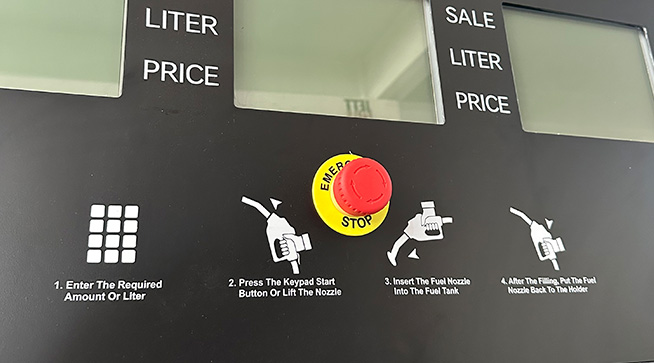 LITER
PRICE
SALE
LITER
PRICE
STOP
1. Enter The Required
Amount Or Liter
2. Press The Keypad Start
Button Or Lift The Nozzle
3. Insert The Fuel Nozzle
Into The Fuel Tank
4. After The Filling, Put The Fuel
Nozzle Back To The Holder